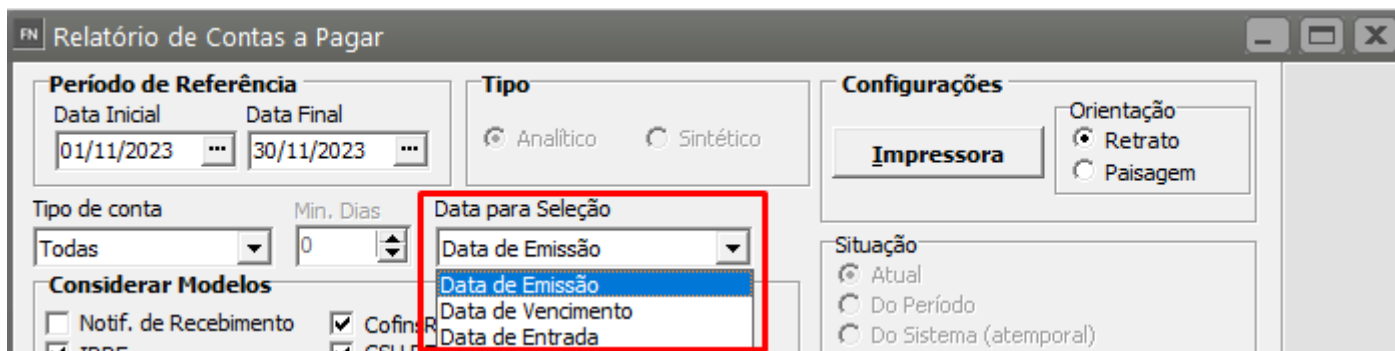 FN Relatório de Contas a Pagar
Período de Referência
Data Inicial Data Final
01/11/2023 ... 30/11/2023 ...
Tipo
Analítico Sintético
Configurações
Impressora
Orientação
Retrato
Paisagem
Tipo de conta
Todas
Min. Dias
0
Data para Seleção
Data de Emissão
Data de Emissão
Data de Vencimento
Data de Entrada
Situação
Atual
Do Período
Do Sistema (atemporal)
Considerar Modelos
Notif. de Recebimento